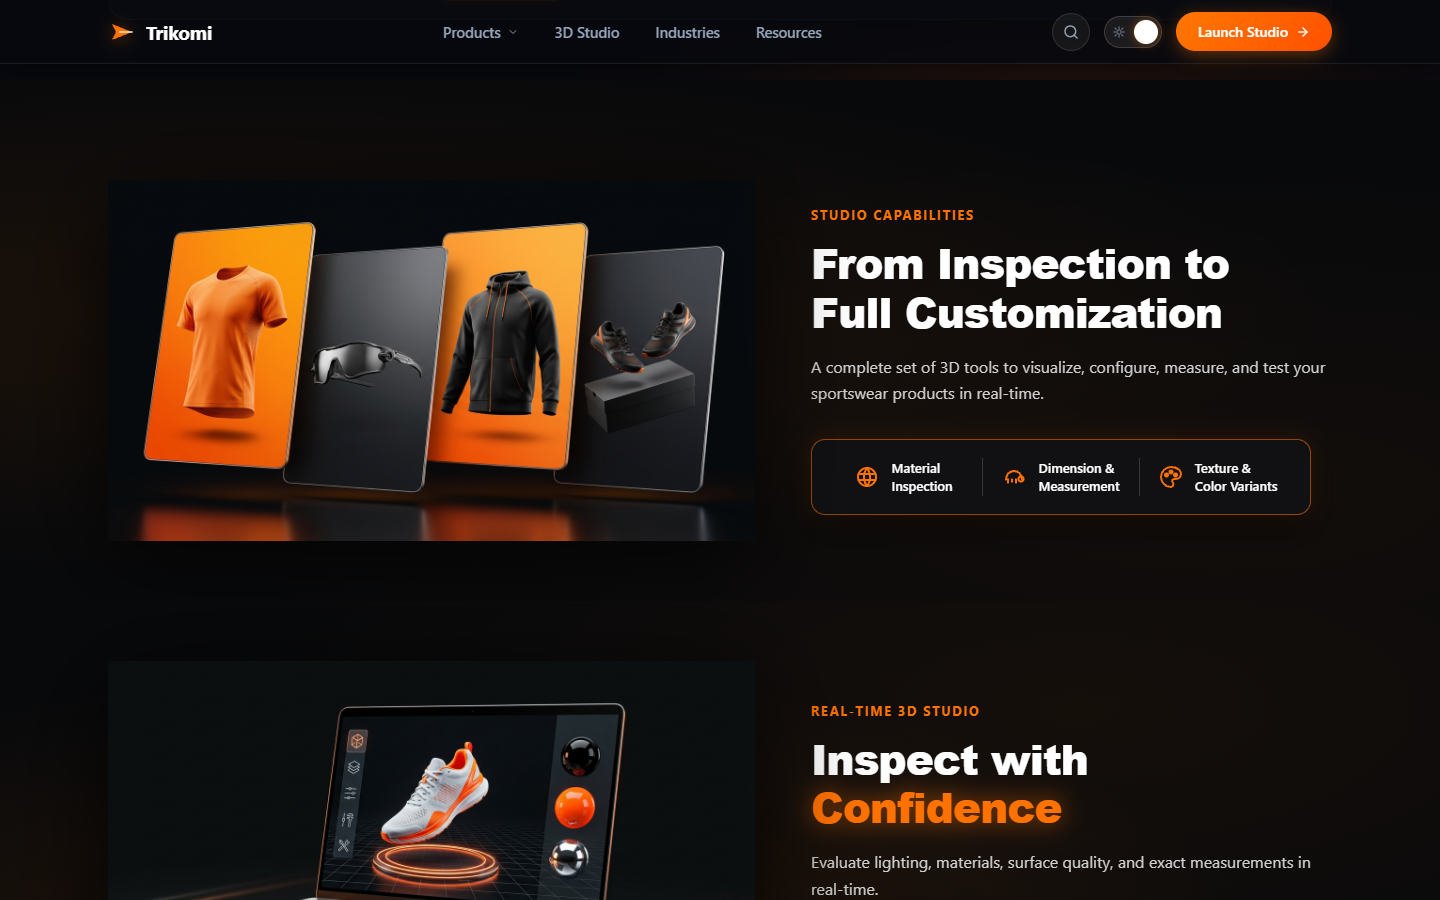 Trikomi
Products
3D Studio
Industries
Resources
Launch Studio
STUDIO CAPABILITIES
From Inspection to
Full Customization
A complete set of 3D tools to visualize, configure, measure, and test your
sportswear products in real-time.
Material
Inspection
Dimension &
Measurement
Texture &
Color Variants
REAL-TIME 3D STUDIO
Inspect with
Confidence
Evaluate lighting, materials, surface quality, and exact measurements in
real-time.